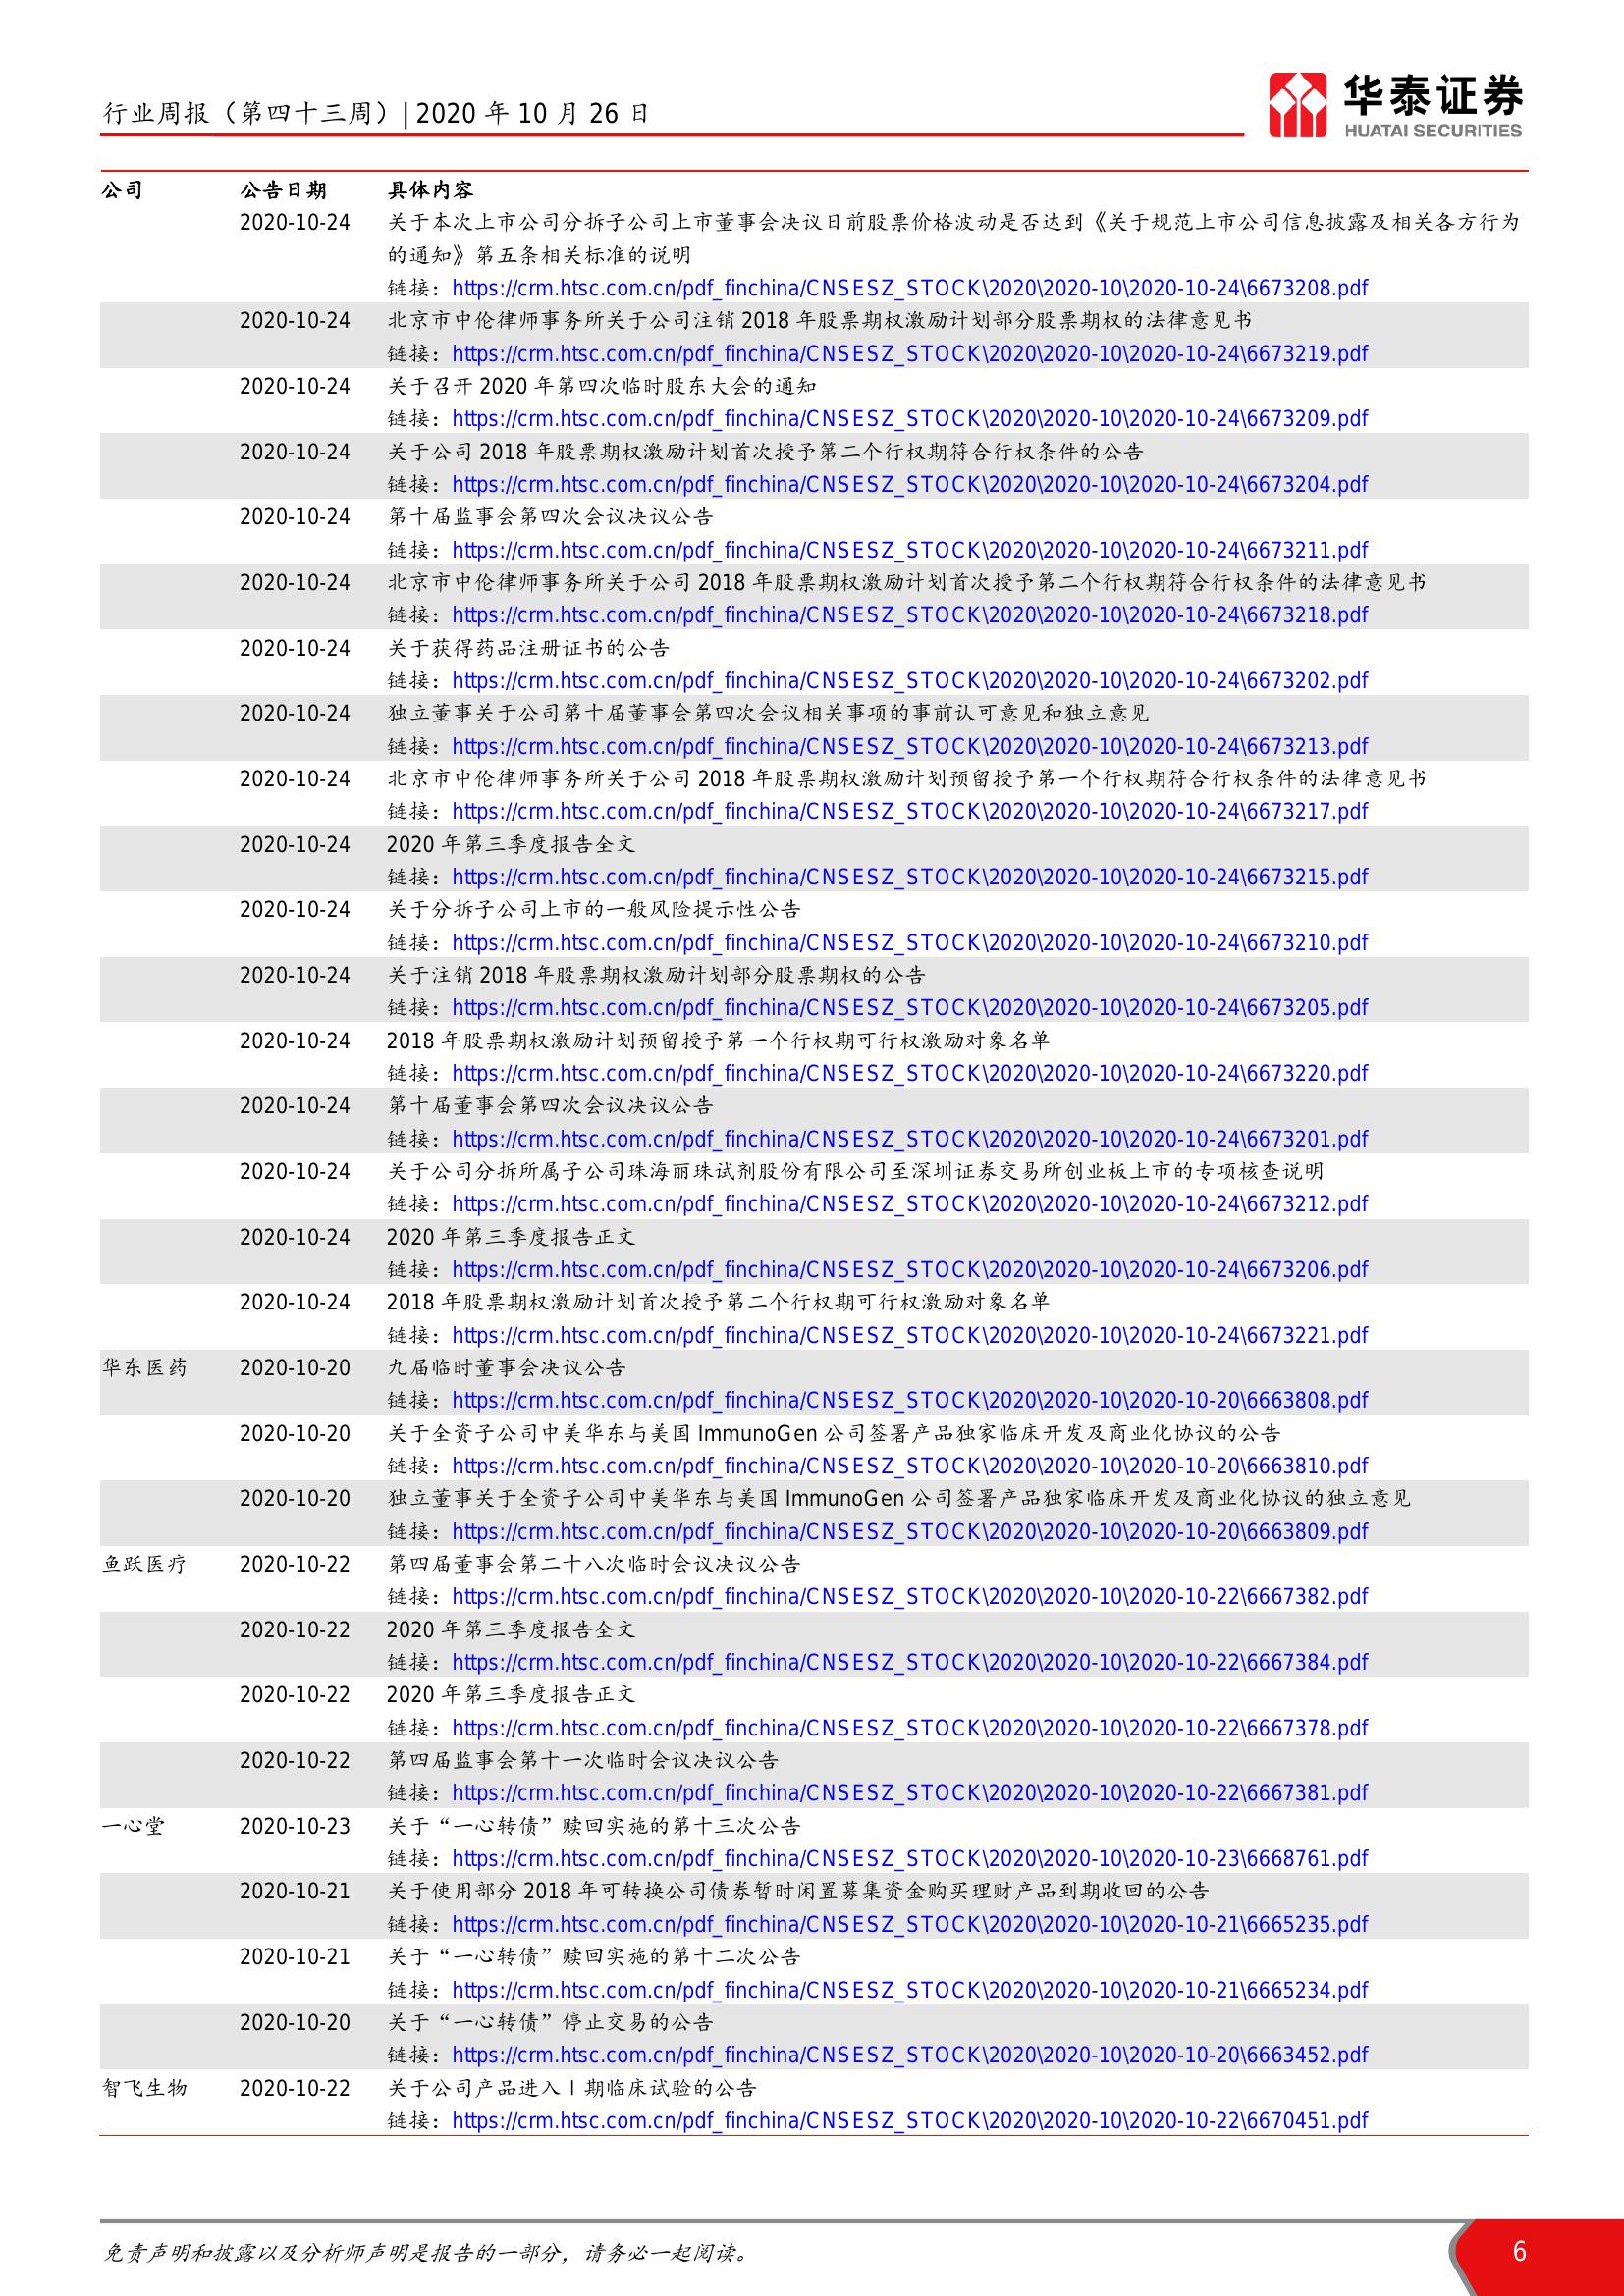 行业周报（第四十三周）| 2020 年 10 月 26 日
华泰证券
HUATAI SECURITIES
公司 公告日期 具体内容
2020-10-24 关于本次上市公司分拆子公司上市董事会决议日前股票价格波动是否达到《关于规范上市公司信息披露及相关各方行为
的通知》第五条相关标准的说明
链接：https://crm.htsc.com.cn/pdf_finchina/CNSESZ_STOCK\2020\2020-10\2020-10-24\6673208.pdf
2020-10-24 北京市中伦律师事务所关于公司注销 2018 年股票期权激励计划部分股票期权的法律意见书
链接：https://crm.htsc.com.cn/pdf_finchina/CNSESZ_STOCK\2020\2020-10\2020-10-24\6673219.pdf
2020-10-24 关于召开 2020 年第四次临时股东大会的通知
链接：https://crm.htsc.com.cn/pdf_finchina/CNSESZ_STOCK\2020\2020-10\2020-10-24\6673209.pdf
2020-10-24 关于公司 2018 年股票期权激励计划首次授予第二个行权期符合行权条件的公告
链接：https://crm.htsc.com.cn/pdf_finchina/CNSESZ_STOCK\2020\2020-10\2020-10-24\6673204.pdf
2020-10-24 第十届监事会第四次会议决议公告
链接：https://crm.htsc.com.cn/pdf_finchina/CNSESZ_STOCK\2020\2020-10\2020-10-24\6673211.pdf
2020-10-24 北京市中伦律师事务所关于公司 2018 年股票期权激励计划首次授予第二个行权期符合行权条件的法律意见书
链接：https://crm.htsc.com.cn/pdf_finchina/CNSESZ_STOCK\2020\2020-10\2020-10-24\6673218.pdf
2020-10-24 关于获得药品注册证书的公告
链接：https://crm.htsc.com.cn/pdf_finchina/CNSESZ_STOCK\2020\2020-10\2020-10-24\6673202.pdf
2020-10-24 独立董事关于公司第十届董事会第四次会议相关事项的事前认可意见和独立意见
链接：https://crm.htsc.com.cn/pdf_finchina/CNSESZ_STOCK\2020\2020-10\2020-10-24\6673213.pdf
2020-10-24 北京市中伦律师事务所关于公司 2018 年股票期权激励计划预留授予第一个行权期符合行权条件的法律意见书
链接：https://crm.htsc.com.cn/pdf_finchina/CNSESZ_STOCK\2020\2020-10\2020-10-24\6673217.pdf
2020-10-24 2020 年第三季度报告全文
链接：https://crm.htsc.com.cn/pdf_finchina/CNSESZ_STOCK\2020\2020-10\2020-10-24\6673215.pdf
2020-10-24 关于分拆子公司上市的一般风险提示性公告
链接：https://crm.htsc.com.cn/pdf_finchina/CNSESZ_STOCK\2020\2020-10\2020-10-24\6673210.pdf
2020-10-24 关于注销 2018 年股票期权激励计划部分股票期权的公告
链接：https://crm.htsc.com.cn/pdf_finchina/CNSESZ_STOCK\2020\2020-10\2020-10-24\6673205.pdf
2020-10-24 2018 年股票期权激励计划预留授予第一个行权期可行权激励对象名单
链接：https://crm.htsc.com.cn/pdf_finchina/CNSESZ_STOCK\2020\2020-10\2020-10-24\6673220.pdf
2020-10-24 第十届董事会第四次会议决议公告
链接：https://crm.htsc.com.cn/pdf_finchina/CNSESZ_STOCK\2020\2020-10\2020-10-24\6673201.pdf
2020-10-24 关于公司分拆所属子公司珠海丽珠试剂股份有限公司至深圳证券交易所创业板上市的专项核查说明
链接：https://crm.htsc.com.cn/pdf_finchina/CNSESZ_STOCK\2020\2020-10\2020-10-24\6673212.pdf
2020-10-24 2020 年第三季度报告正文
链接：https://crm.htsc.com.cn/pdf_finchina/CNSESZ_STOCK\2020\2020-10\2020-10-24\6673206.pdf
2020-10-24 2018 年股票期权激励计划首次授予第二个行权期可行权激励对象名单
链接：https://crm.htsc.com.cn/pdf_finchina/CNSESZ_STOCK\2020\2020-10\2020-10-24\6673221.pdf
华东医药 2020-10-20 九届临时董事会决议公告
链接：https://crm.htsc.com.cn/pdf_finchina/CNSESZ_STOCK\2020\2020-10\2020-10-20\6663808.pdf
2020-10-20 关于全资子公司中美华东与美国 ImmunoGen 公司签署产品独家临床开发及商业化协议的公告
链接：https://crm.htsc.com.cn/pdf_finchina/CNSESZ_STOCK\2020\2020-10\2020-10-20\6663810.pdf
2020-10-20 独立董事关于全资子公司中美华东与美国 ImmunoGen 公司签署产品独家临床开发及商业化协议的独立意见
链接：https://crm.htsc.com.cn/pdf_finchina/CNSESZ_STOCK\2020\2020-10\2020-10-20\6663809.pdf
鱼跃医疗 2020-10-22 第四届董事会第二十八次临时会议决议公告
链接：https://crm.htsc.com.cn/pdf_finchina/CNSESZ_STOCK\2020\2020-10\2020-10-22\6667382.pdf
2020-10-22 2020 年第三季度报告全文
链接：https://crm.htsc.com.cn/pdf_finchina/CNSESZ_STOCK\2020\2020-10\2020-10-22\6667384.pdf
2020-10-22 2020 年第三季度报告正文
链接：https://crm.htsc.com.cn/pdf_finchina/CNSESZ_STOCK\2020\2020-10\2020-10-22\6667378.pdf
2020-10-22 第四届监事会第十一次临时会议决议公告
链接：https://crm.htsc.com.cn/pdf_finchina/CNSESZ_STOCK\2020\2020-10\2020-10-22\6667381.pdf
一心堂 2020-10-23 关于“一心转债”赎回实施的第十三次公告
链接：https://crm.htsc.com.cn/pdf_finchina/CNSESZ_STOCK\2020\2020-10\2020-10-23\6668761.pdf
2020-10-21 关于使用部分 2018 年可转换公司债券暂时闲置募集资金购买理财产品到期收回的公告
链接：https://crm.htsc.com.cn/pdf_finchina/CNSESZ_STOCK\2020\2020-10\2020-10-21\6665235.pdf
2020-10-21 关于“一心转债”赎回实施的第十二次公告
链接：https://crm.htsc.com.cn/pdf_finchina/CNSESZ_STOCK\2020\2020-10\2020-10-21\6665234.pdf
2020-10-20 关于“一心转债”停止交易的公告
链接：https://crm.htsc.com.cn/pdf_finchina/CNSESZ_STOCK\2020\2020-10\2020-10-20\6663452.pdf
智飞生物 2020-10-22 关于公司产品进入 I 期临床试验的公告
链接：https://crm.htsc.com.cn/pdf_finchina/CNSESZ_STOCK\2020\2020-10\2020-10-22\6670451.pdf
免责声明和披露以及分析师声明是报告的一部分，请务必一起阅读。 6